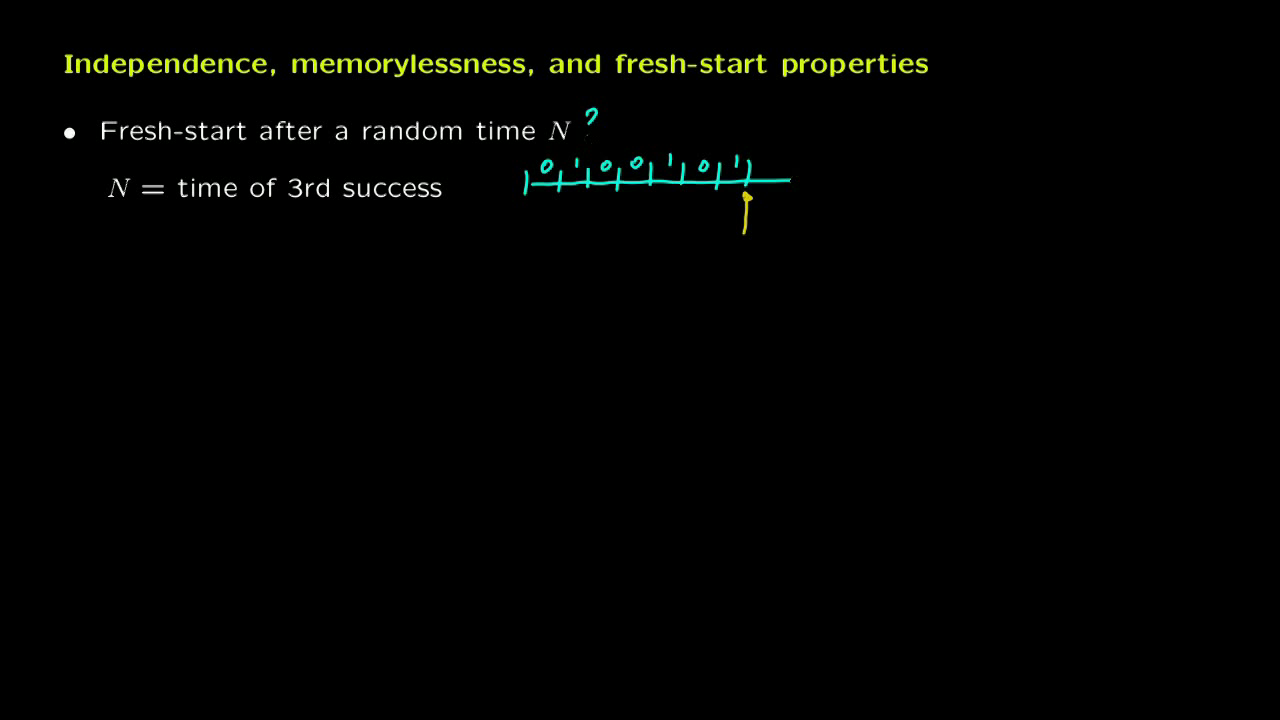 Independence, memorylessness, and fresh-start properties
• Fresh-start after a random time N ?
N = time of 3rd success
0 1 0 0 1 0 1